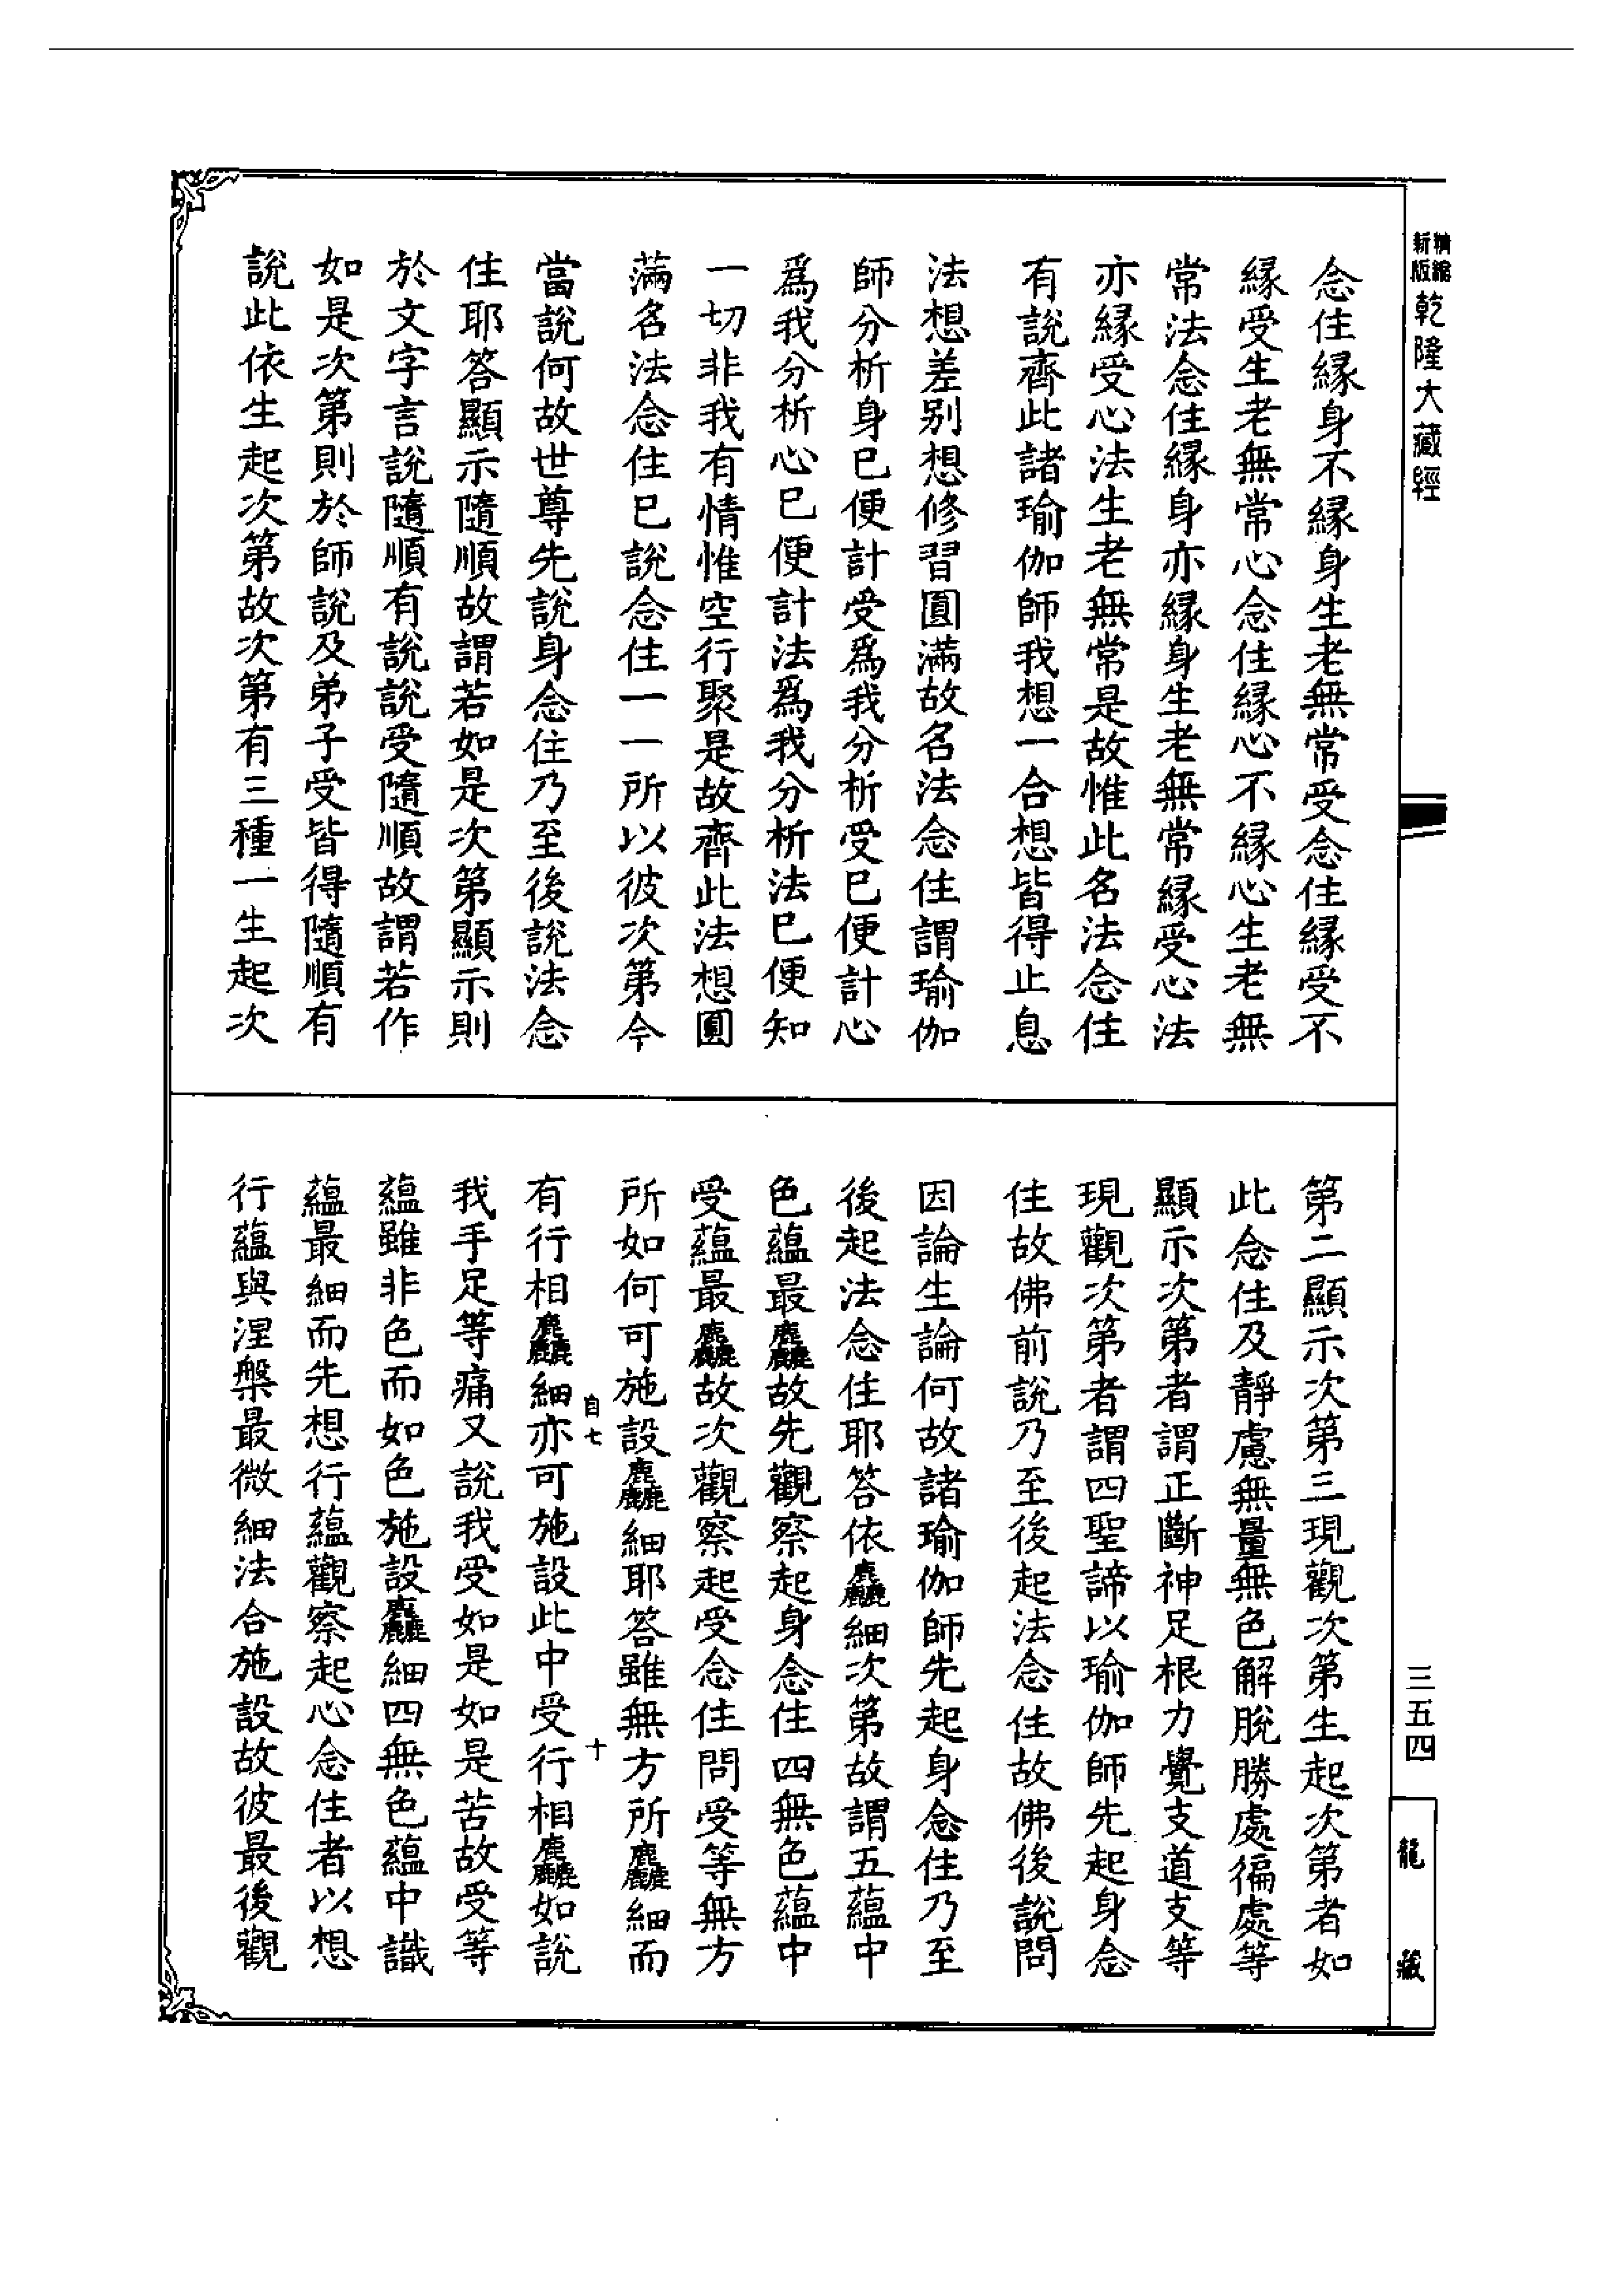 精縮
新版
乾隆大藏經
念住緣身不緣身生老無常受念住緣受不
緣受生老無常心念住緣心不緣心生老無
常法念住緣身亦緣身生老無常緣受心法
亦緣受心法生老無常是故惟此名法念住
有說齊此諸瑜伽師我想一合想皆得止息
法想差别想修習圓滿故名法念住謂瑜伽
師分析身已便計受爲我分析受已便計心
爲我分析心已便計法爲我分析法已便知
一切非我有情惟空行聚是故齊此法想圓
滿名法念住已說念住一一所以彼次第今
當說何故世尊先說身念住乃至後說法念
住耶答顯示隨順故謂若如是次第顯示則
於文字言說隨順有說說受隨順故謂若作
如是次第則於師說及弟子受皆得隨順有
說此依生起次第故次第有三種一生起次
第二顯示次第三現觀次第生起次第者如
此念住及靜慮無量無色解脫勝處徧處等
顯示次第者謂正斷神足根力覺支道支等
現觀次第者謂四聖諦以瑜伽師先起身念
住故佛前說乃至後起法念住故佛後說問
因論生論何故諸瑜伽師先起身念住乃至
後起法念住耶答依麤細次第故謂五蘊中
色蘊最麤故先觀察起身念住四無色蘊中
受蘊最麤故次觀察起受念住問受等無方
所如何可施設麤細耶答雖無方所麤細而
自七
十
有行相麤細亦可施設此中受行相麤如說
我手足等痛又說我受如是如是苦故受等
蘊雖非色而如色施設麤細四無色蘊中識
蘊最細而先想行蘊觀察起心念住者以想
行蘊與涅槃最微細法合施設故彼最後觀
三五四
龍藏